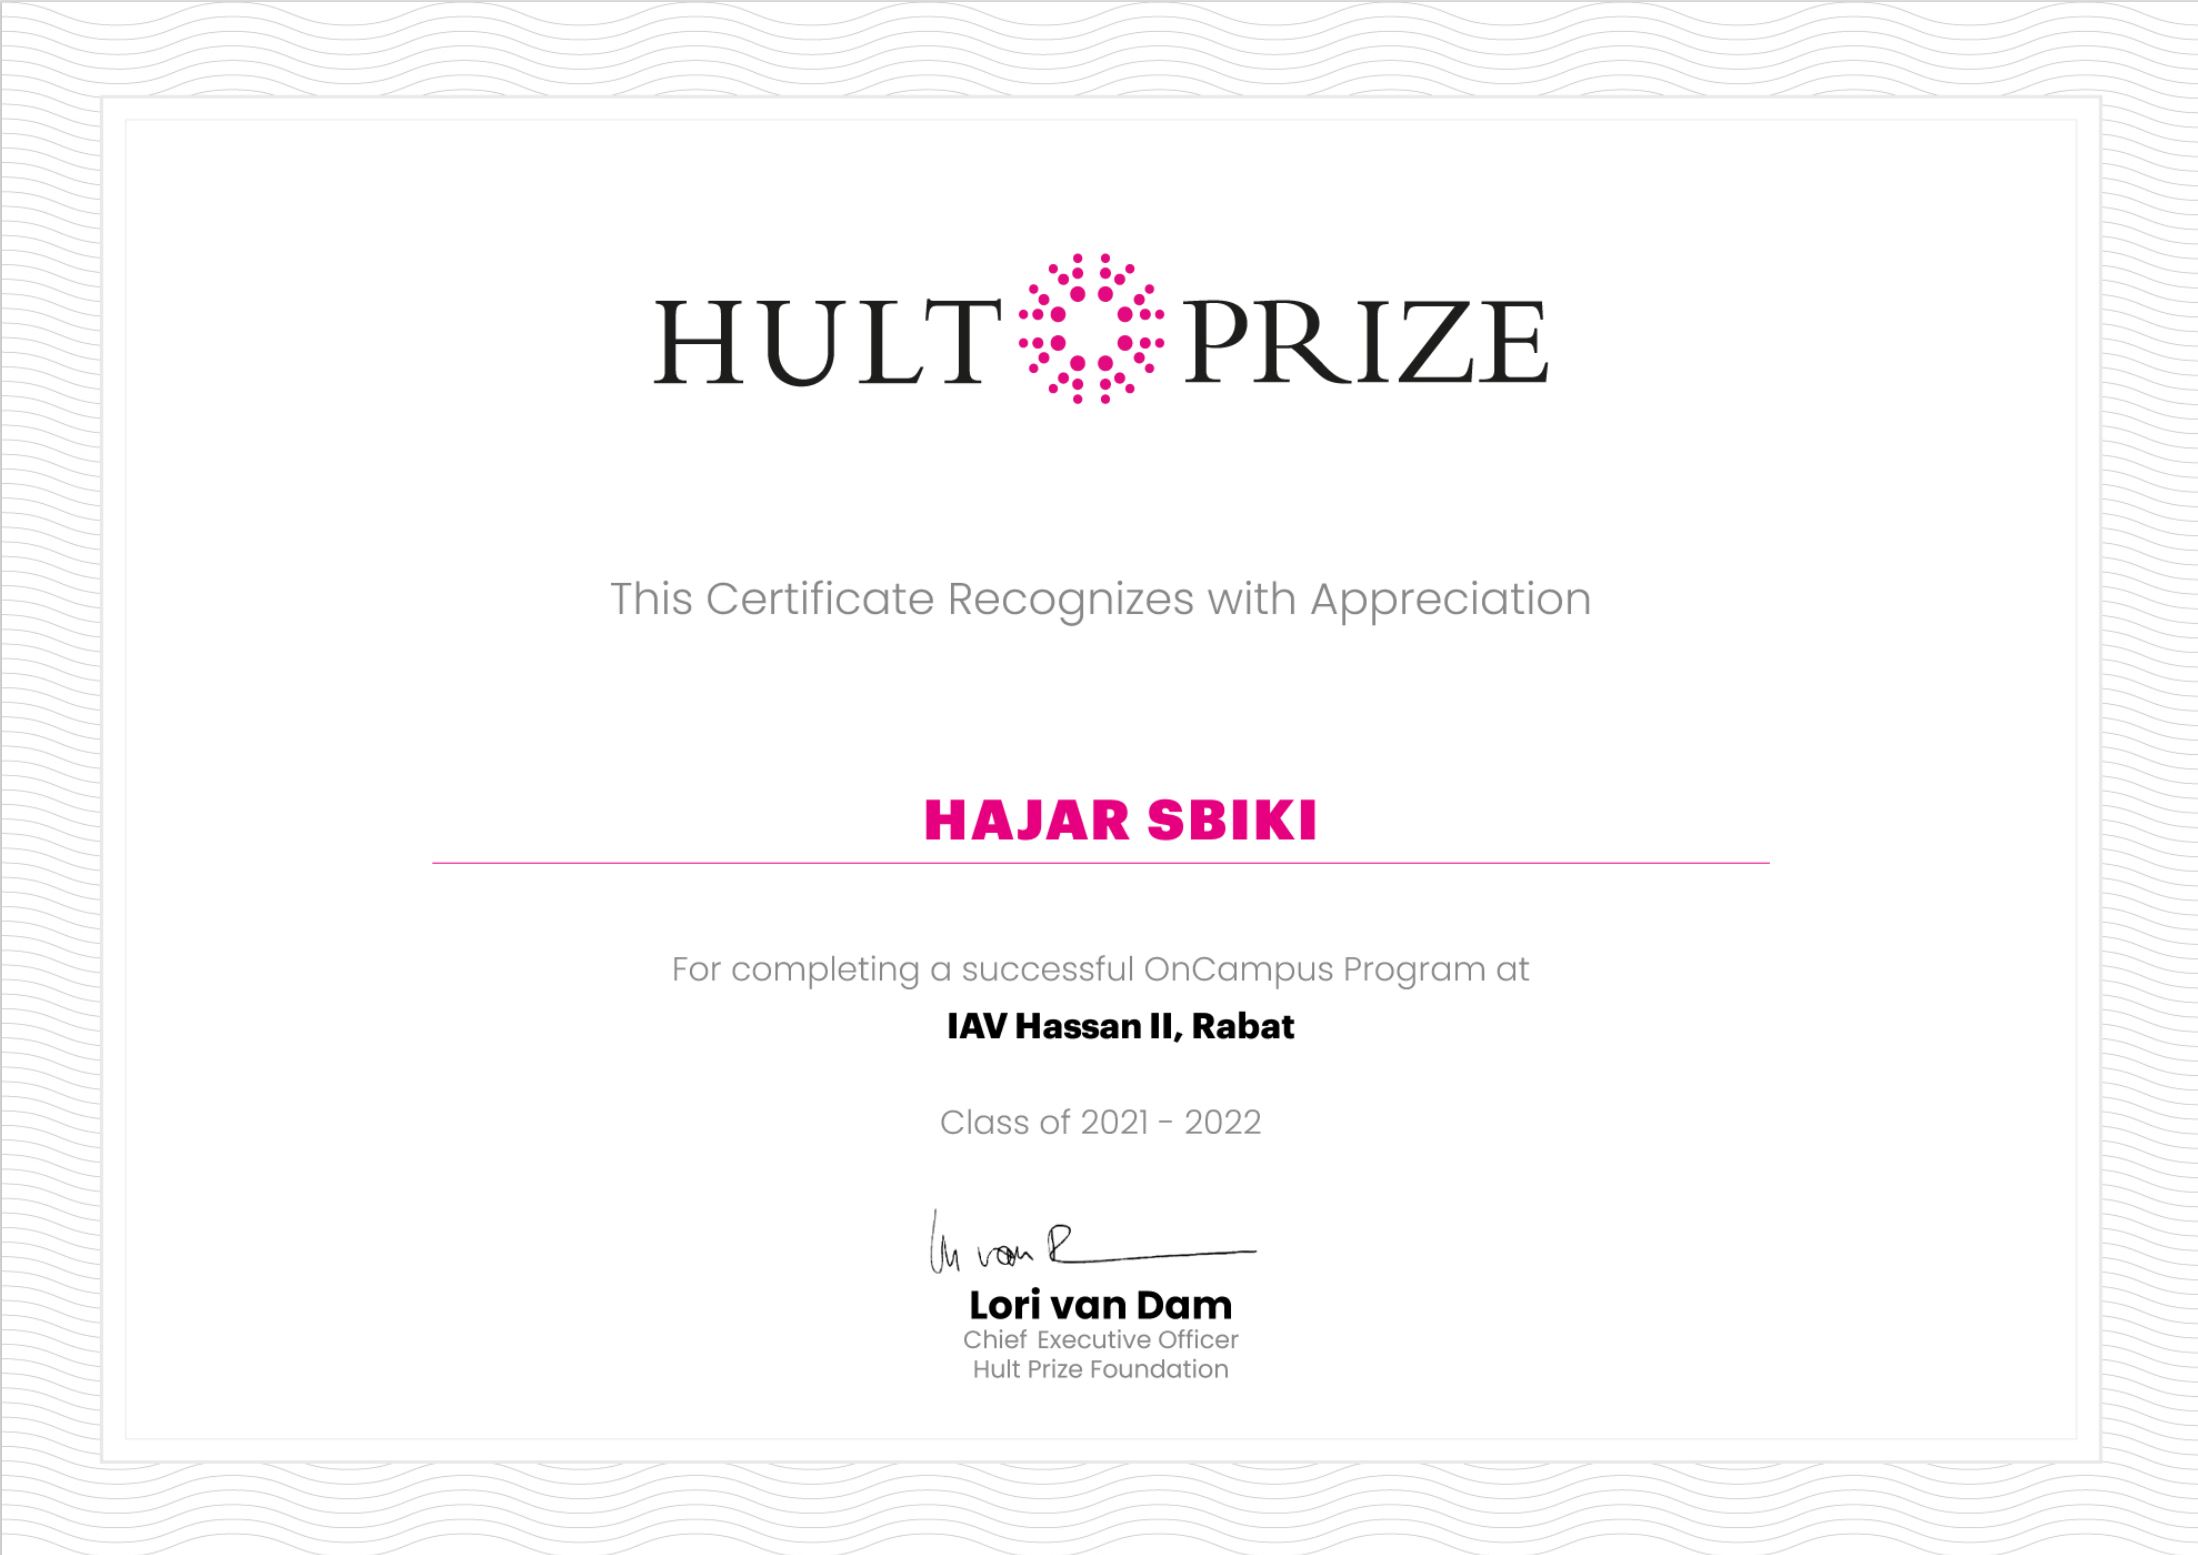 HULT PRIZE
This Certificate Recognizes with Appreciation
HAJAR SBIKI
For completing a successful OnCampus Program at
IAV Hassan II, Rabat
Class of 2021 - 2022
Lori van Dam
Chief Executive Officer
Hult Prize Foundation